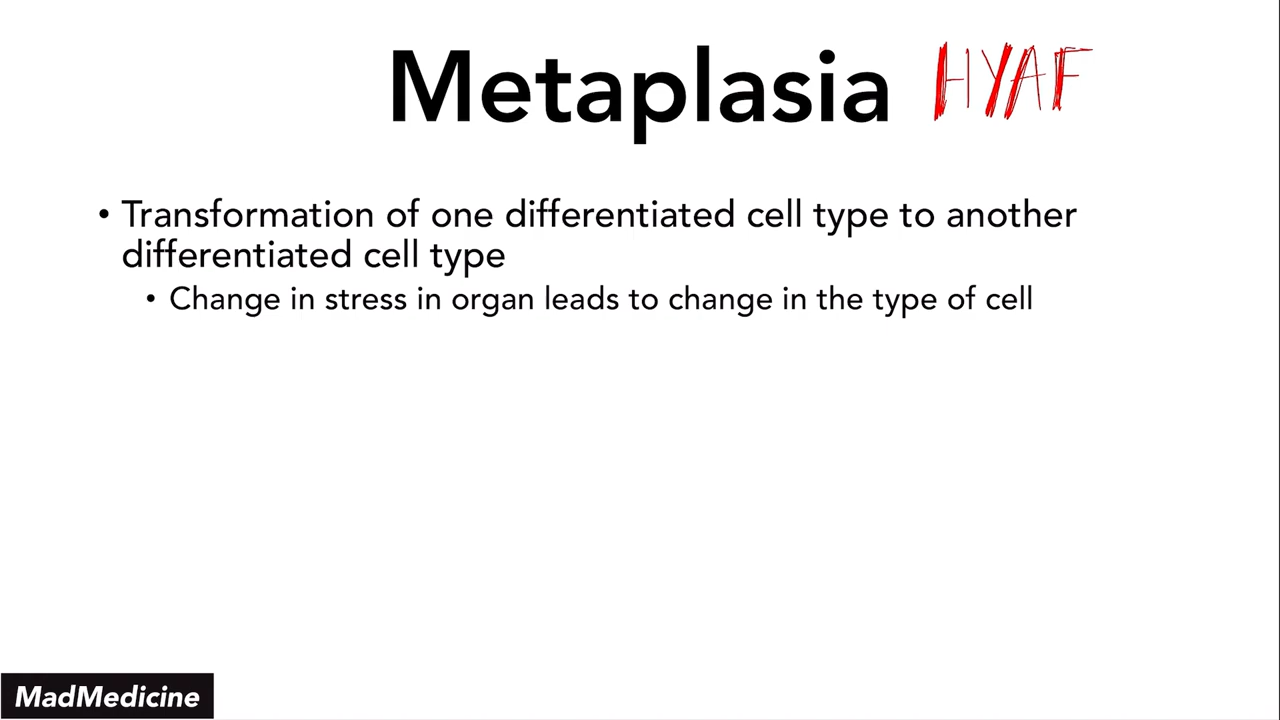 Metaplasia HYAF
• Transformation of one differentiated cell type to another
differentiated cell type
• Change in stress in organ leads to change in the type of cell
MadMedicine